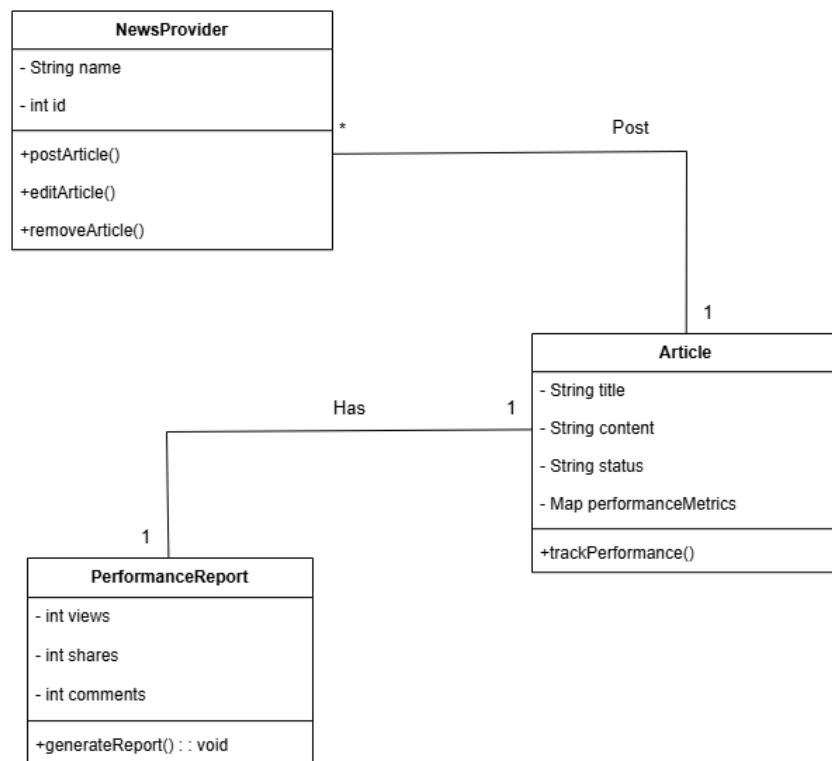 NewsProvider
- String name
- int id
+postArticle()
+editArticle()
+removeArticle()
*
Post
1
Article
- String title
- String content
- String status
- Map performanceMetrics
+trackPerformance()
Has
1
1
PerformanceReport
- int views
- int shares
- int comments
+generateReport() : : void